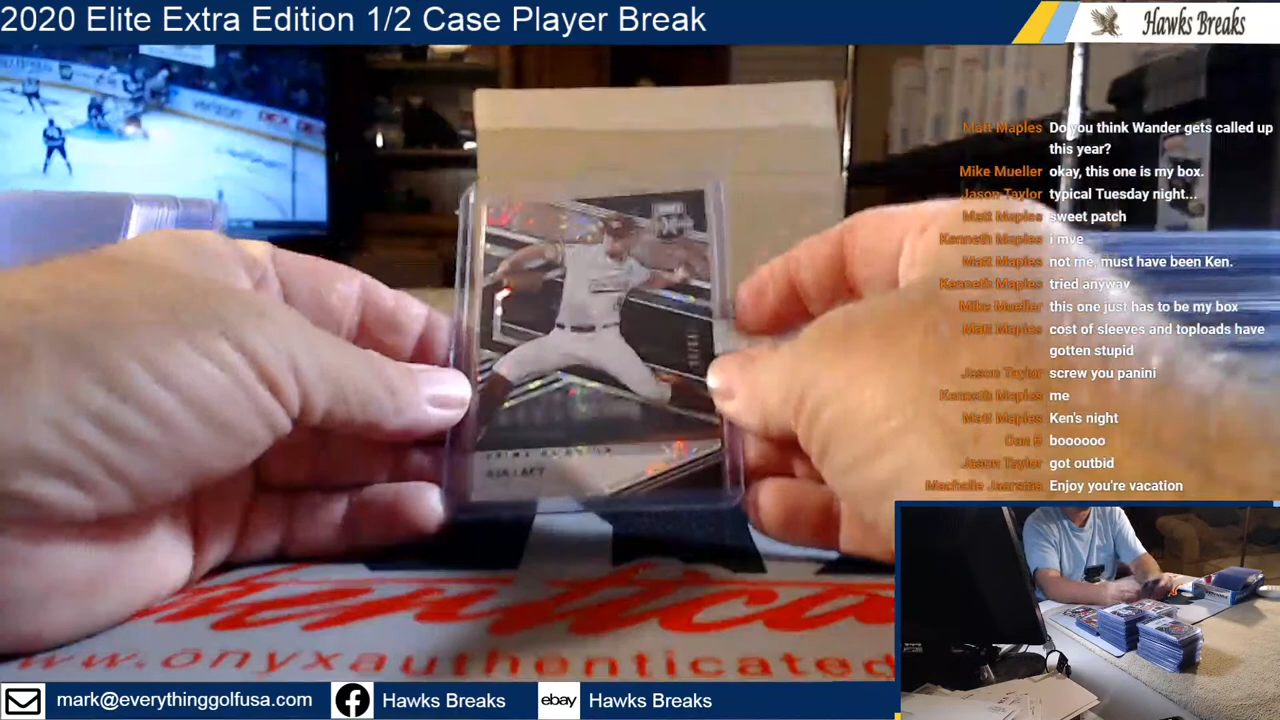 2020 Elite Extra Edition 1/2 Case Player Break
Hawks Breaks
verizon
Matt Maples Do you think Wander gets called up
this year?
Mike Mueller okay, this one is my box.
Jason Taylor typical Tuesday night...
Matt Maples sweet patch
Kenneth Maples i mve
Matt Maples not me, must have been Ken.
Kenneth Maples tried anyway
Mike Mueller this one just has to be my box
Matt Maples cost of sleeves and toploads have
gotten stupid
Jason Taylor screw you panini
Kenneth Maples me
Matt Maples Ken's night
Dan B boooooo
Jason Taylor got outbid
Machelle Jaarsma Enjoy you're vacation
www.onyxauthenticated
mark@everythinggolfusa.com
Hawks Breaks
ebay
Hawks Breaks